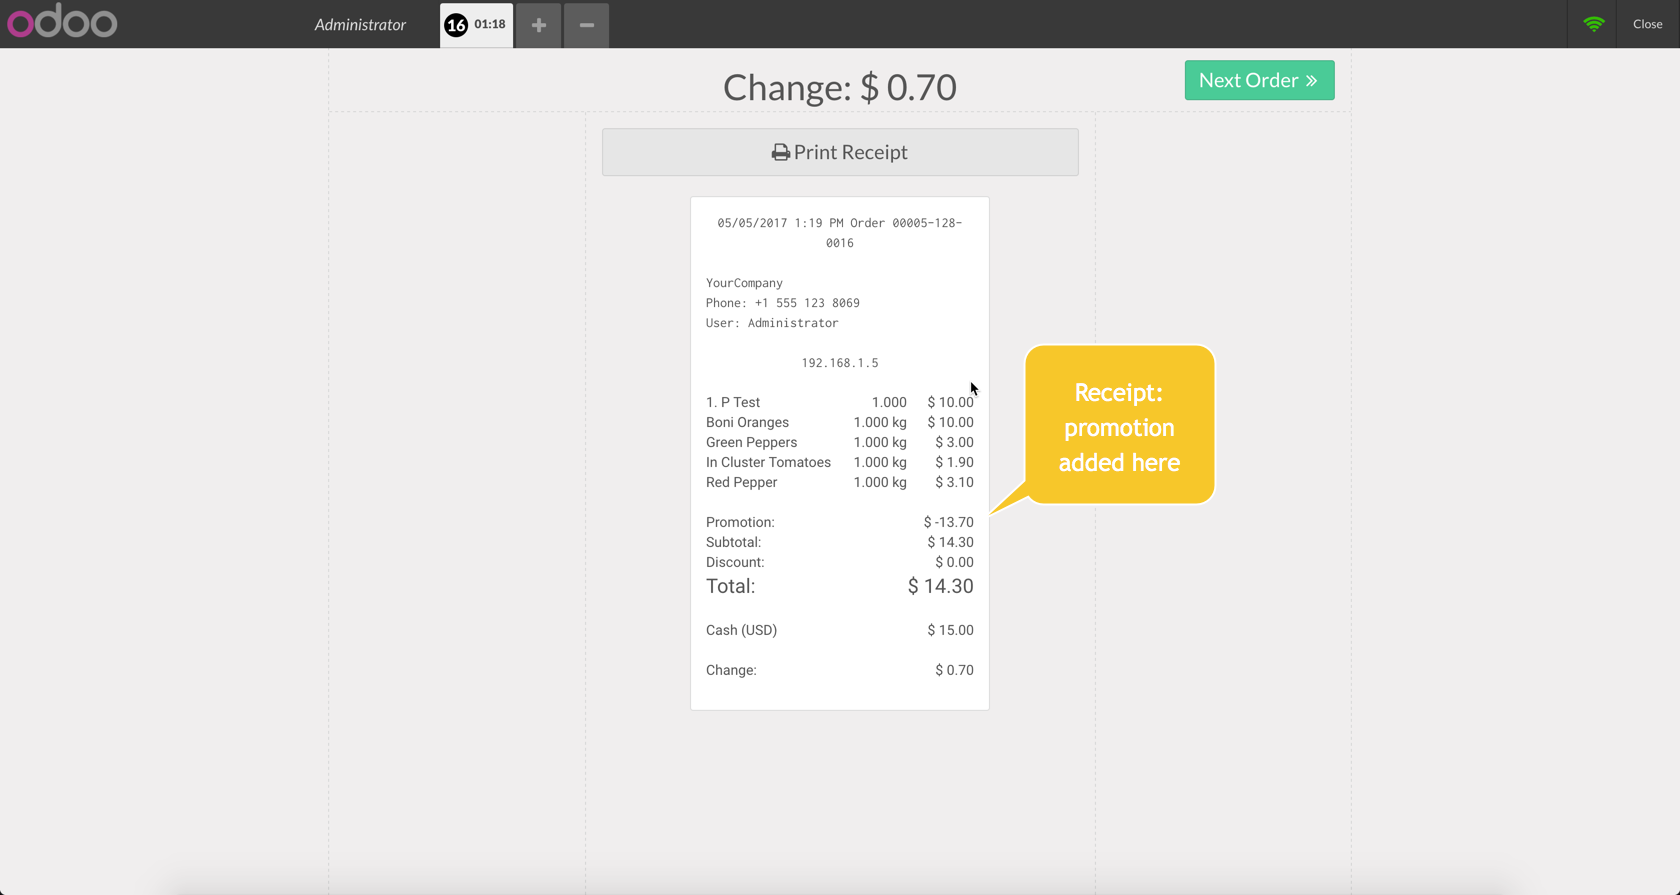 odoo
Administrator
16 01:18
Close
Change: $ 0.70
Next Order
Print Receipt
05/05/2017 1:19 PM Order 00005-128-
0016
YourCompany
Phone: +1 555 123 8069
User: Administrator
192.168.1.5
1. P Test 1.000 $ 10.00
Boni Oranges 1.000 kg $ 10.00
Green Peppers 1.000 kg $ 3.00
In Cluster Tomatoes 1.000 kg $ 1.90
Red Pepper 1.000 kg $ 3.10
Promotion: $ -13.70
Subtotal: $ 14.30
Discount: $ 0.00
Total: $ 14.30
Cash (USD) $ 15.00
Change: $ 0.70
Receipt:
promotion
added here